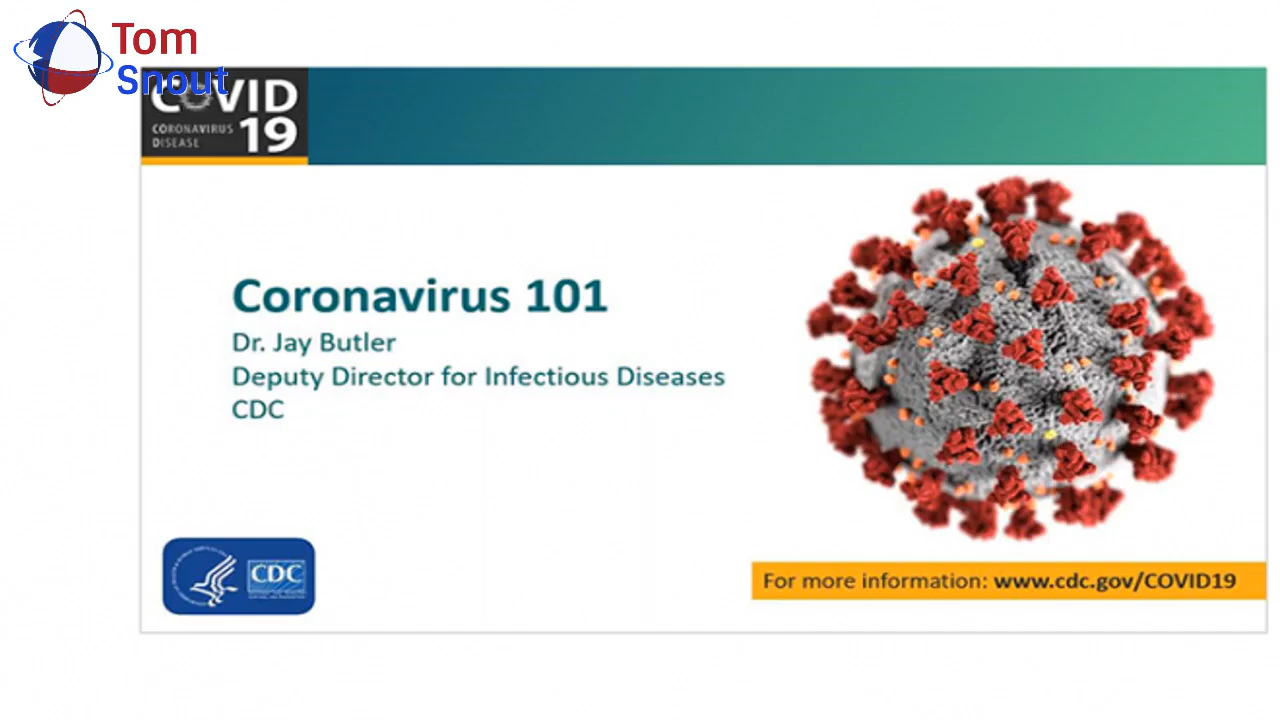 Tom
Snout
COVID
19
CORONAVIRUS
DISEASE
Coronavirus 101
Dr. Jay Butler
Deputy Director for Infectious Diseases
CDC
CDC
For more information: www.cdc.gov/COVID19